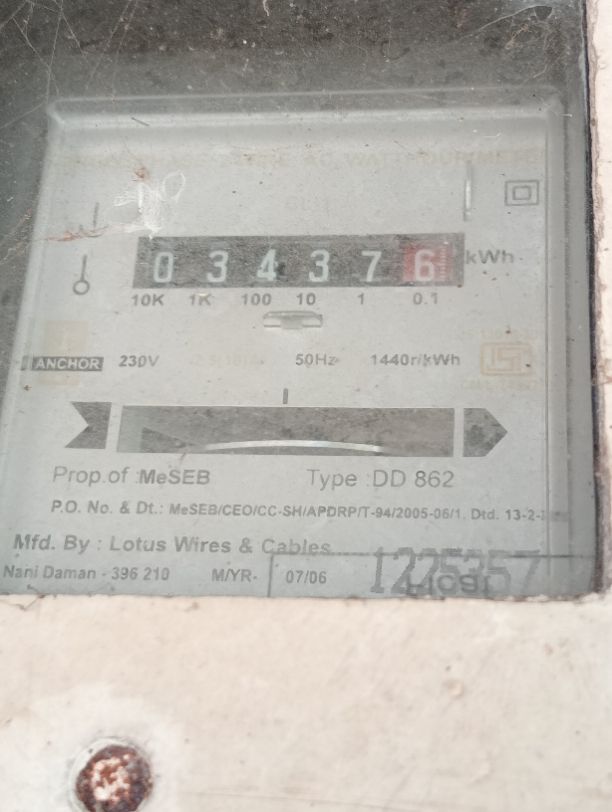 0 3 4 3 7 6 kWh
10K 1K 100 10 1 0.1
ANCHOR 230V 50Hz 1440r/kWh
Prop.of :MeSEB Type :DD 862
P.O. No. & Dt.: MeSEB/CEO/CC-SH/APDRP/T-94/2005-06/1, Dtd. 13-2-
Mfd. By : Lotus Wires & Cables
Nani Daman - 396 210 M/YR- 07/06 1225357